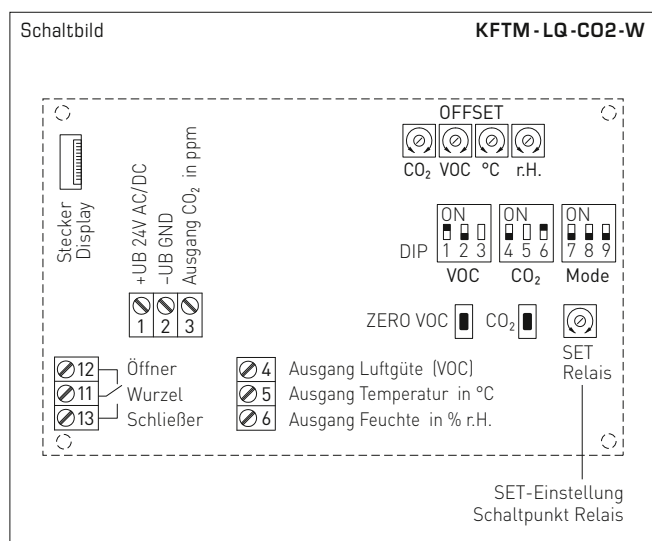 Schaltbild
KFTM-LQ-CO2-W
OFFSET
CO₂ VOC °C r.H.
Stecker
Display
+UB 24V AC/DC
–UB GND
Ausgang CO₂ in ppm
1 2 3
DIP
ON ON ON
1 2 3 4 5 6 7 8 9
VOC CO₂ Mode
ZERO VOC CO₂
SET
Relais
12 Öffner
11 Wurzel
13 Schließer
4 Ausgang Luftgüte (VOC)
5 Ausgang Temperatur in °C
6 Ausgang Feuchte in % r.H.
SET-Einstellung
Schaltpunkt Relais